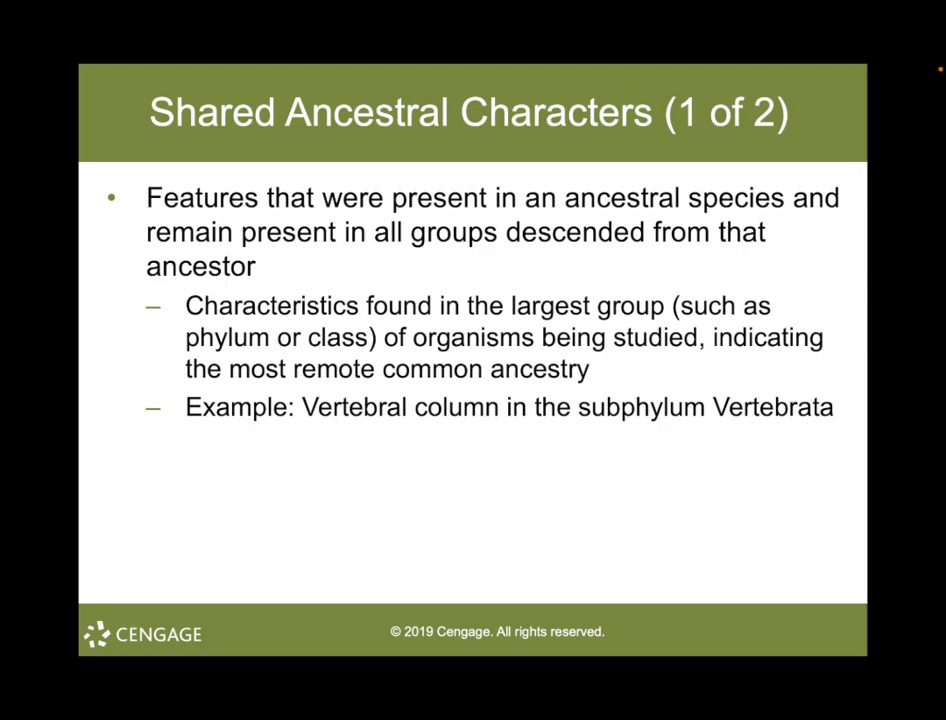 Shared Ancestral Characters (1 of 2)
• Features that were present in an ancestral species and
remain present in all groups descended from that
ancestor
– Characteristics found in the largest group (such as
phylum or class) of organisms being studied, indicating
the most remote common ancestry
– Example: Vertebral column in the subphylum Vertebrata
CENGAGE
© 2019 Cengage. All rights reserved.